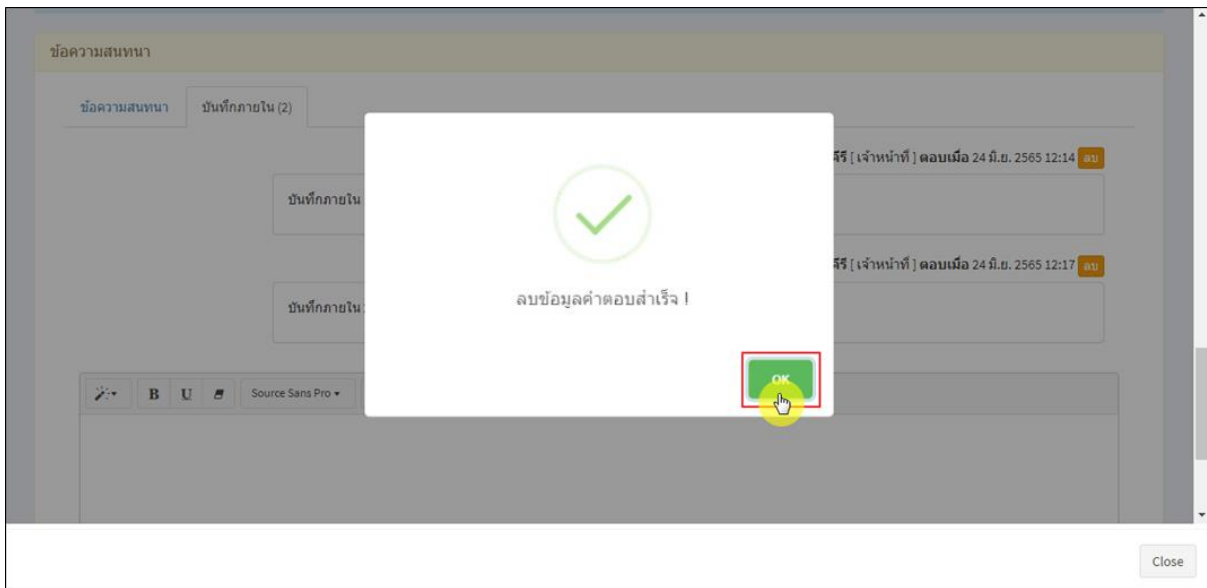 ข้อความสนทนา
ข้อความสนทนา บันทึกภายใน (2)
[ เจ้าหน้าที่ ] ตอบเมื่อ 24 มิ.ย. 2565 12:14 ลบ
บันทึกภายใน
[ เจ้าหน้าที่ ] ตอบเมื่อ 24 มิ.ย. 2565 12:17 ลบ
บันทึกภายใน
ลบข้อมูลคำตอบสำเร็จ !
OK
B U Source Sans Pro
Close